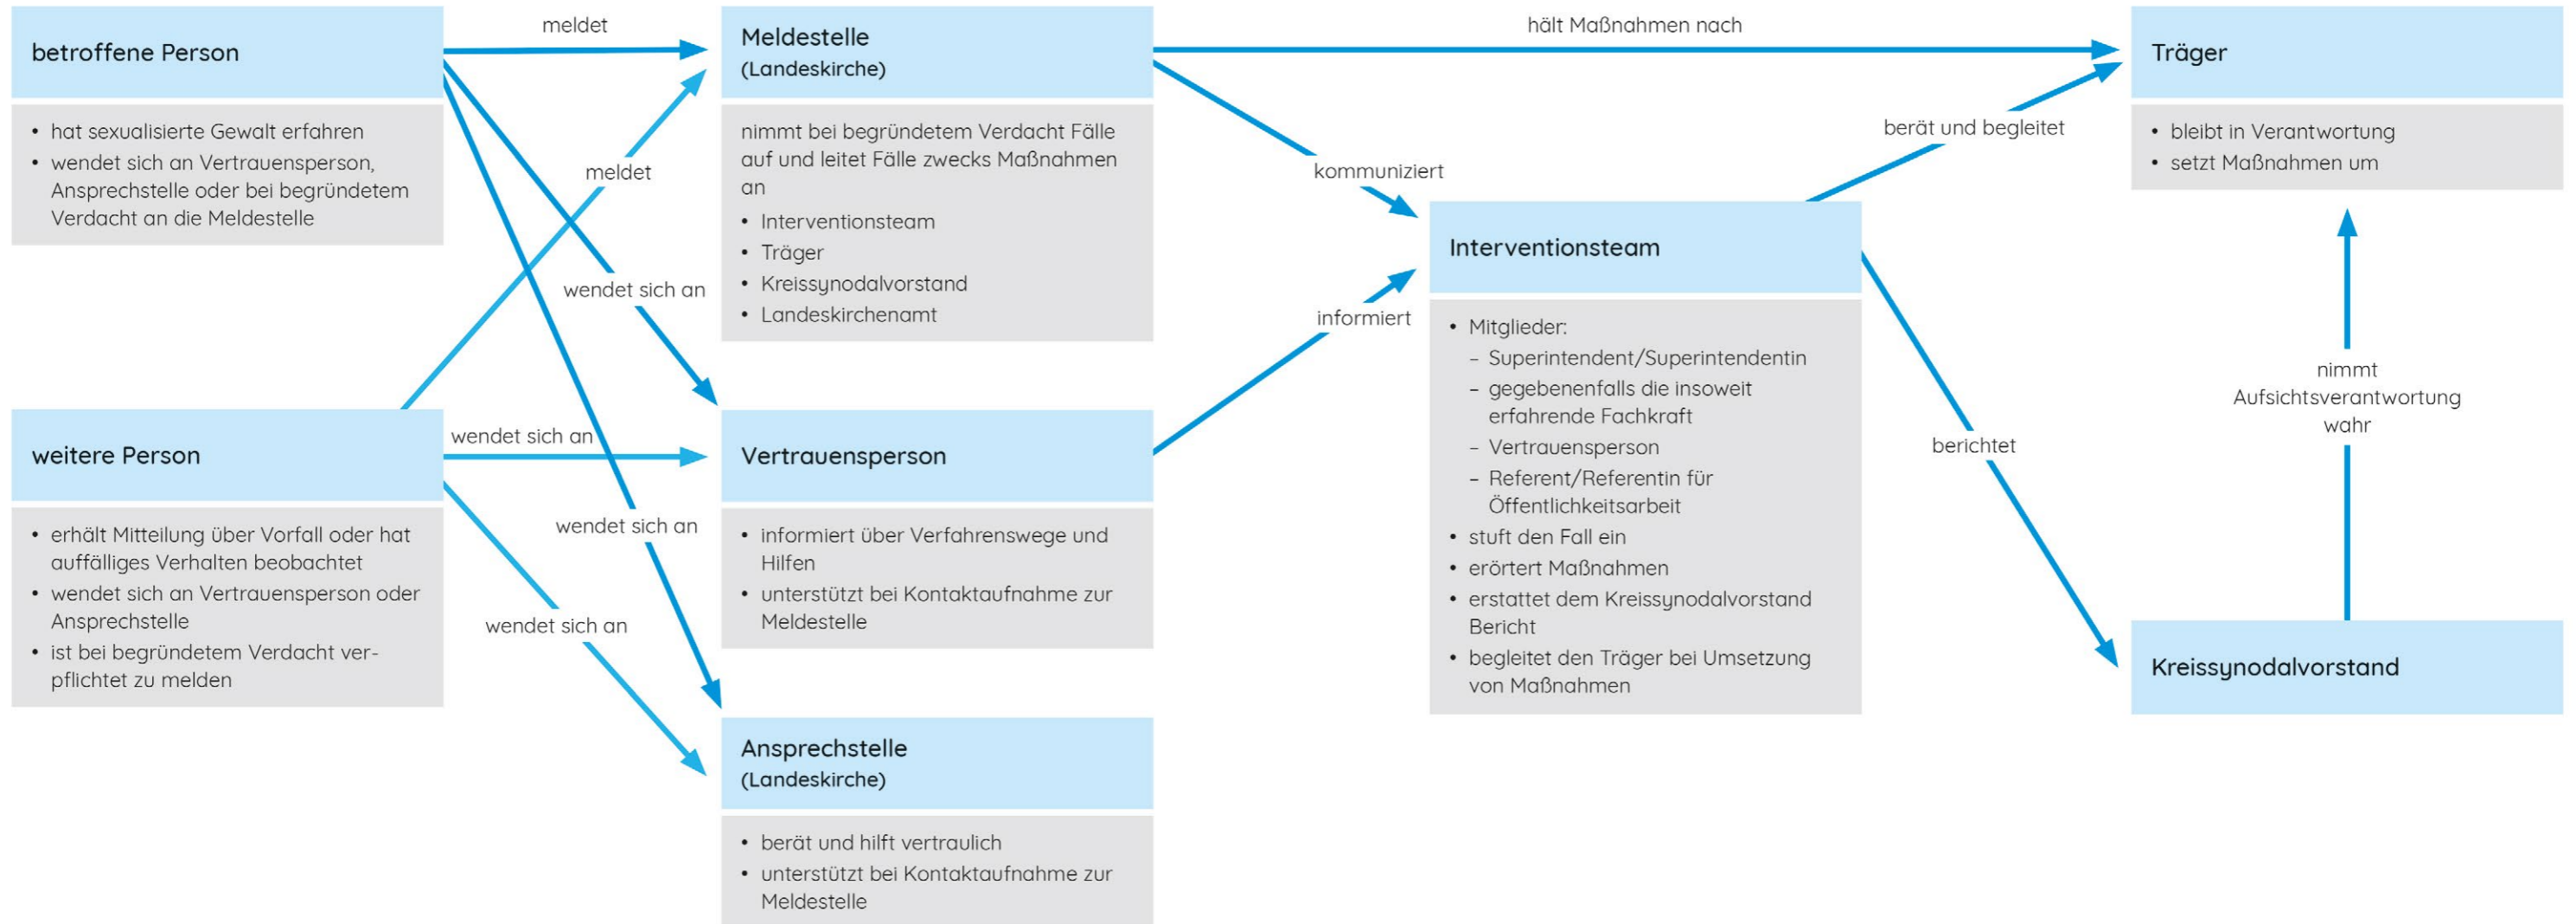 betroffene Person
• hat sexualisierte Gewalt erfahren
• wendet sich an Vertrauensperson,
Ansprechstelle oder bei begründetem
Verdacht an die Meldestelle
weitere Person
• erhält Mitteilung über Vorfall oder hat
auffälliges Verhalten beobachtet
• wendet sich an Vertrauensperson oder
Ansprechstelle
• ist bei begründetem Verdacht ver-
pflichtet zu melden
meldet
meldet
wendet sich an
wendet sich an
wendet sich an
wendet sich an
Meldestelle
(Landeskirche)
nimmt bei begründetem Verdacht Fälle
auf und leitet Fälle zwecks Maßnahmen
an
• Interventionsteam
• Träger
• Kreissynodalvorstand
• Landeskirchenamt
Vertrauensperson
• informiert über Verfahrenswege und
Hilfen
• unterstützt bei Kontaktaufnahme zur
Meldestelle
Ansprechstelle
(Landeskirche)
• berät und hilft vertraulich
• unterstützt bei Kontaktaufnahme zur
Meldestelle
hält Maßnahmen nach
kommuniziert
informiert
Interventionsteam
• Mitglieder:
– Superintendent/Superintendentin
– gegebenenfalls die insoweit
erfahrende Fachkraft
– Vertrauensperson
– Referent/Referentin für
Öffentlichkeitsarbeit
• stuft den Fall ein
• erörtert Maßnahmen
• erstattet dem Kreissynodalvorstand
Bericht
• begleitet den Träger bei Umsetzung
von Maßnahmen
berät und begleitet
berichtet
Träger
• bleibt in Verantwortung
• setzt Maßnahmen um
nimmt
Aufsichtsverantwortung
wahr
Kreissynodalvorstand